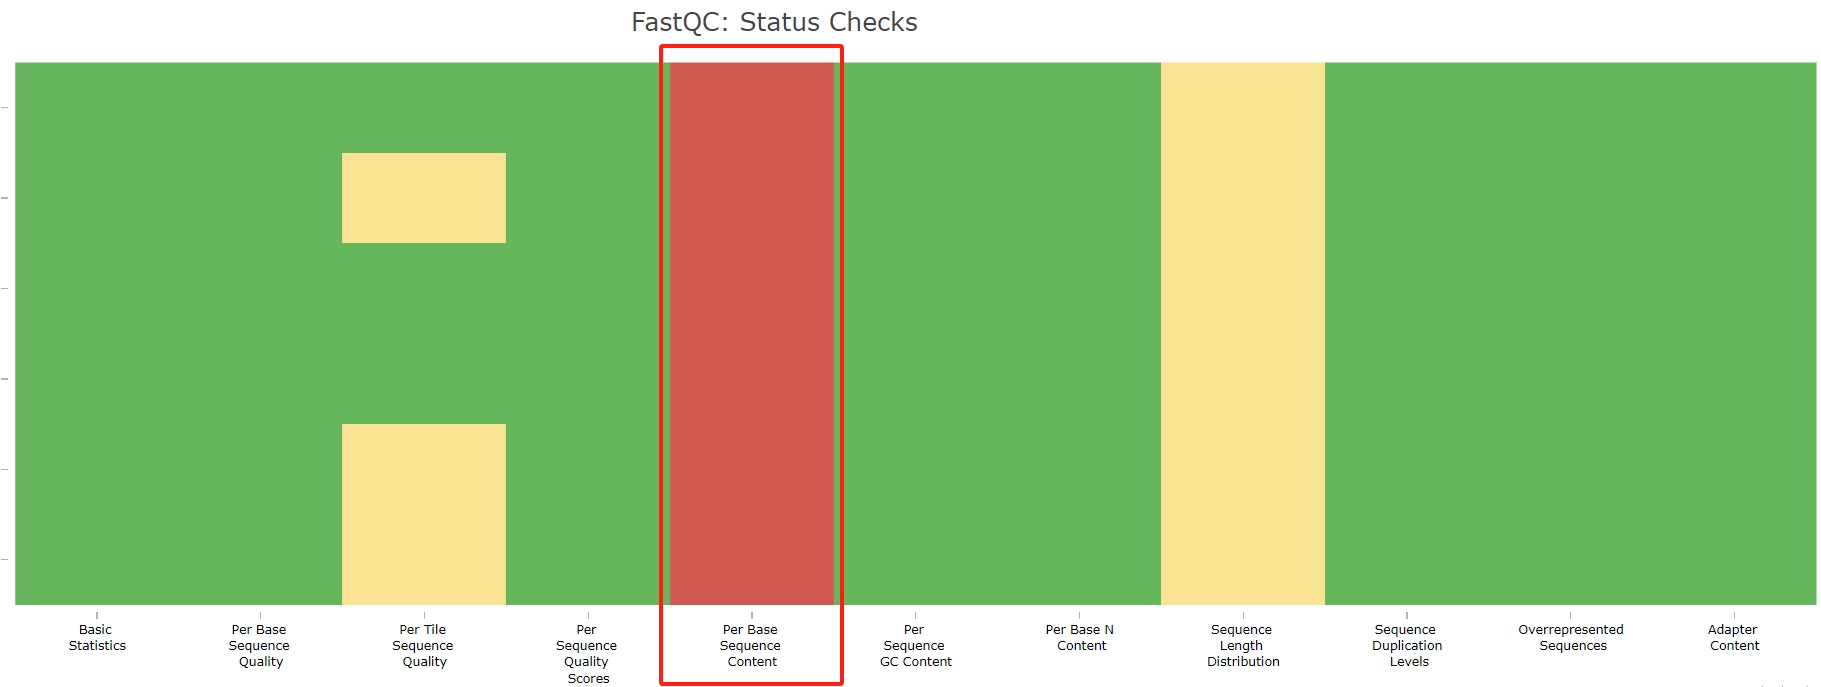 FastQC: Status Checks
Basic
Statistics
Per Base
Sequence
Quality
Per Tile
Sequence
Quality
Per
Sequence
Quality
Scores
Per Base
Sequence
Content
Per
Sequence
GC Content
Per Base N
Content
Sequence
Length
Distribution
Sequence
Duplication
Levels
Overrepresented
Sequences
Adapter
Content